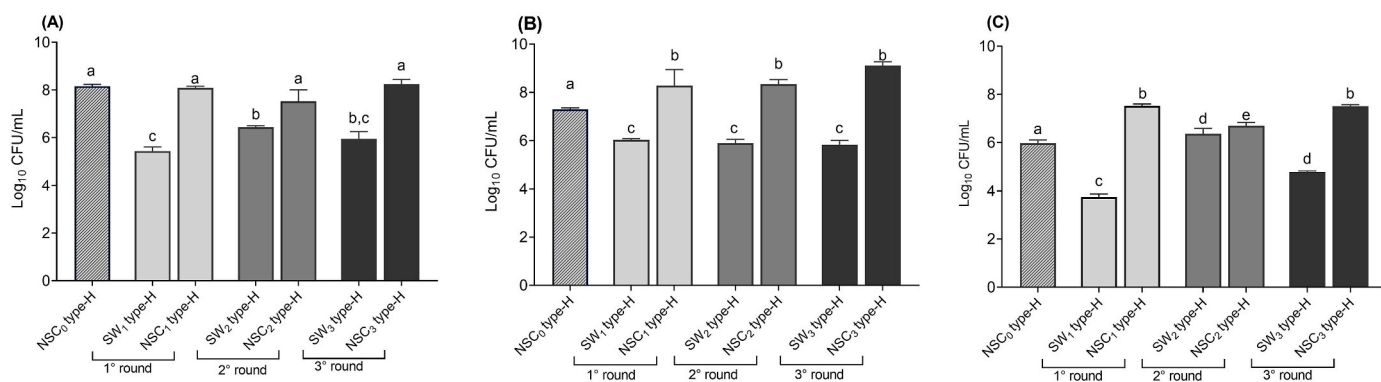 (A)
Log10 CFU/mL
10
8
6
4
2
0
a
c
a
b
a
b,c
a
NSC0 type-H
SW1 type-H
NSC1 type-H
SW2 type-H
NSC2 type-H
SW3 type-H
NSC3 type-H
1° round
2° round
3° round
(B)
Log10 CFU/mL
10
8
6
4
2
0
a
c
b
c
b
c
b
NSC0 type-H
SW1 type-H
NSC1 type-H
SW2 type-H
NSC2 type-H
SW3 type-H
NSC3 type-H
1° round
2° round
3° round
(C)
Log10 CFU/mL
10
8
6
4
2
0
a
c
b
d
e
d
b
NSC0 type-H
SW1 type-H
NSC1 type-H
SW2 type-H
NSC2 type-H
SW3 type-H
NSC3 type-H
1° round
2° round
3° round